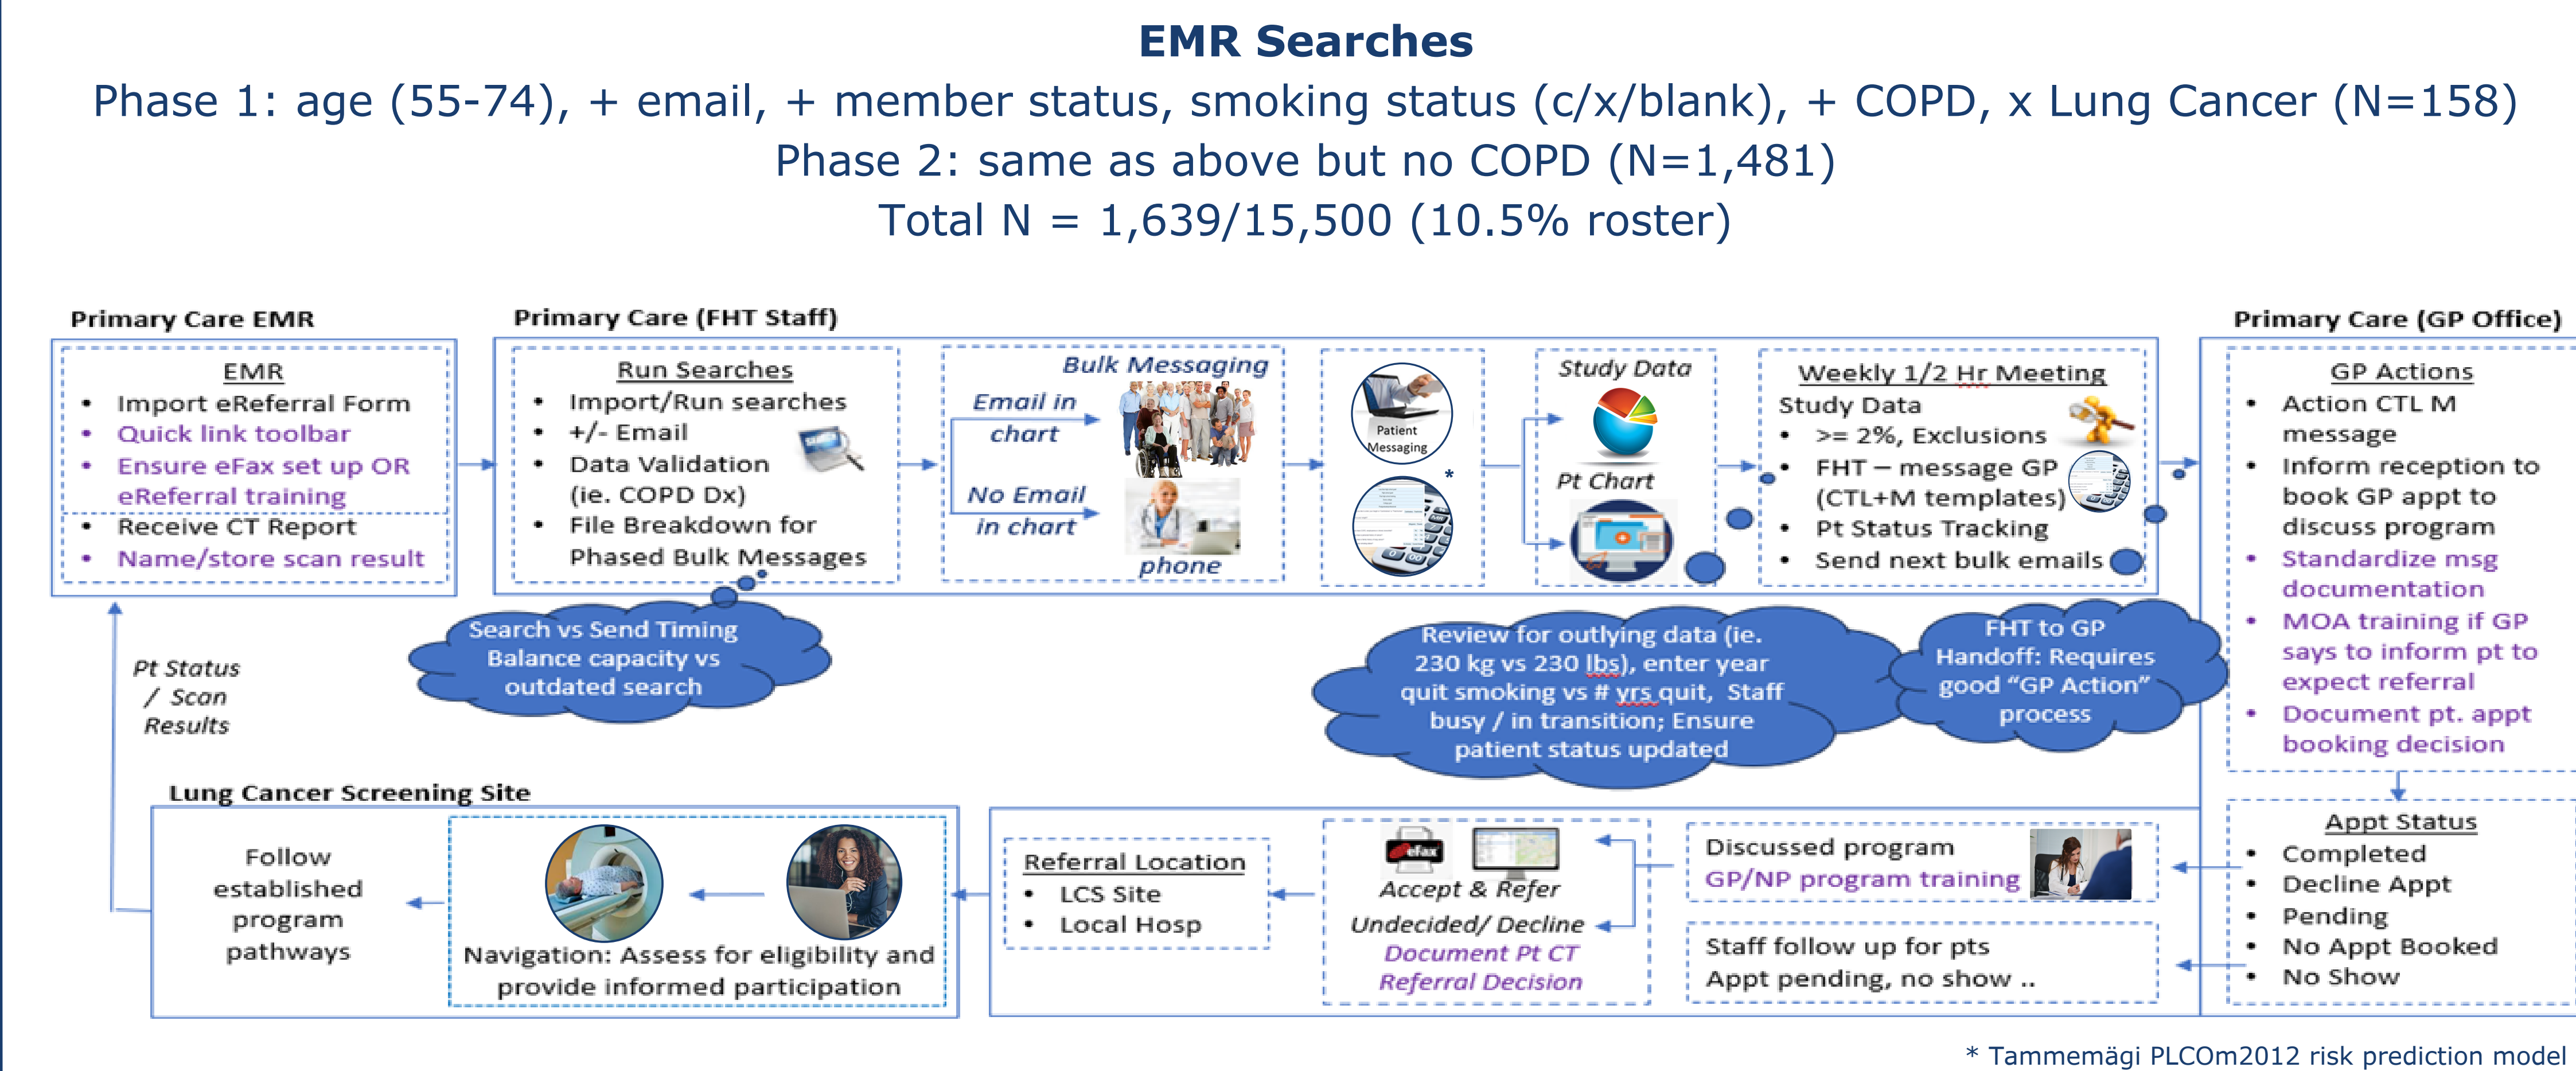 EMR Searches
Phase 1: age (55-74), + email, + member status, smoking status (c/x/blank), + COPD, x Lung Cancer (N=158)
Phase 2: same as above but no COPD (N=1,481)
Total N = 1,639/15,500 (10.5% roster)
Primary Care EMR
EMR
• Import eReferral Form
• Quick link toolbar
• Ensure eFax set up OR
eReferral training
• Receive CT Report
• Name/store scan result
Primary Care (FHT Staff)
Run Searches
• Import/Run searches
• +/- Email
• Data Validation
(ie. COPD Dx)
• File Breakdown for
Phased Bulk Messages
Bulk Messaging
Email in
chart
No Email
in chart
phone
Patient
Messaging
*
Study Data
Pt Chart
Weekly 1/2 Hr Meeting
Study Data
• >= 2%, Exclusions
• FHT – message GP
(CTL+M templates)
• Pt Status Tracking
• Send next bulk emails
Primary Care (GP Office)
GP Actions
• Action CTL M
message
• Inform reception to
book GP appt to
discuss program
• Standardize msg
documentation
• MOA training if GP
says to inform pt to
expect referral
• Document pt. appt
booking decision
Search vs Send Timing
Balance capacity vs
outdated search
Review for outlying data (ie.
230 kg vs 230 lbs), enter year
quit smoking vs # yrs quit, Staff
busy / in transition; Ensure
patient status updated
FHT to GP
Handoff: Requires
good “GP Action”
process
Appt Status
• Completed
• Decline Appt
• Pending
• No Appt Booked
• No Show
Discussed program
GP/NP program training
Staff follow up for pts
Appt pending, no show ..
eFax
Accept & Refer
Undecided/ Decline
Document Pt CT
Referral Decision
Referral Location
• LCS Site
• Local Hosp
Lung Cancer Screening Site
Navigation: Assess for eligibility and
provide informed participation
Follow
established
program
pathways
Pt Status
/ Scan
Results
* Tammemägi PLCOm2012 risk prediction model